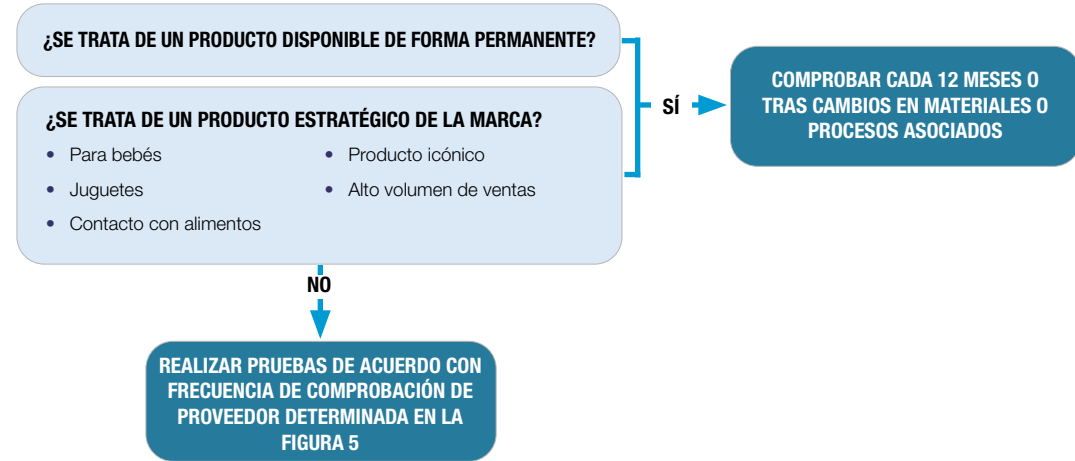 ¿SE TRATA DE UN PRODUCTO DISPONIBLE DE FORMA PERMANENTE?
¿SE TRATA DE UN PRODUCTO ESTRATÉGICO DE LA MARCA?
• Para bebés
• Juguetes
• Contacto con alimentos
• Producto icónico
• Alto volumen de ventas
SÍ
COMPROBAR CADA 12 MESES O
TRAS CAMBIOS EN MATERIALES O
PROCESOS ASOCIADOS
NO
REALIZAR PRUEBAS DE ACUERDO CON
FRECUENCIA DE COMPROBACIÓN DE
PROVEEDOR DETERMINADA EN LA
FIGURA 5